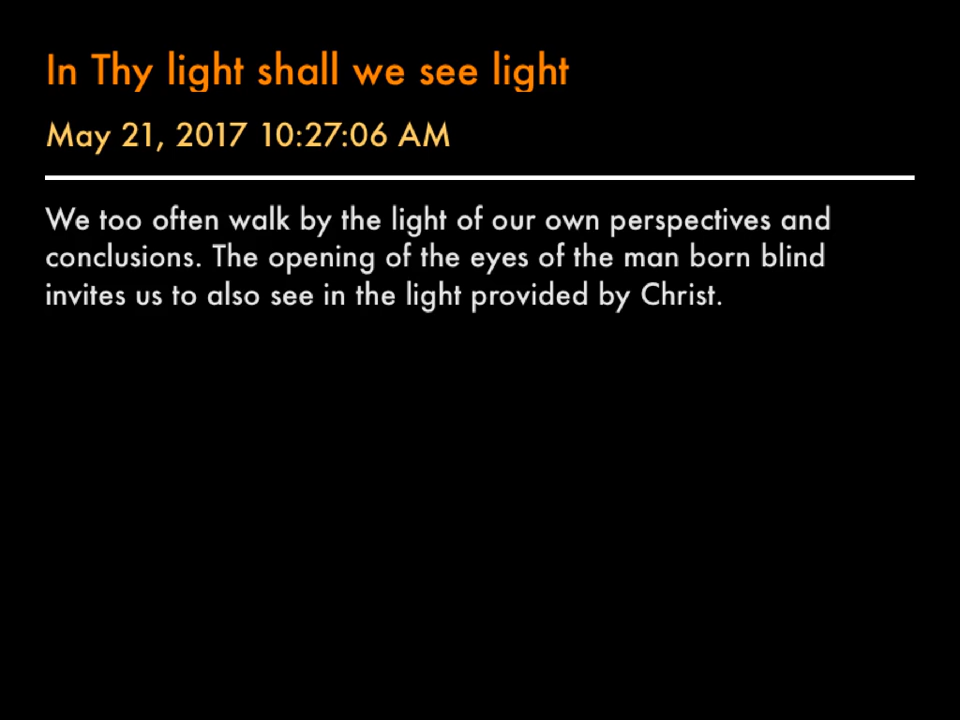 In Thy light shall we see light
May 21, 2017 10:27:06 AM
We too often walk by the light of our own perspectives and
conclusions. The opening of the eyes of the man born blind
invites us to also see in the light provided by Christ.